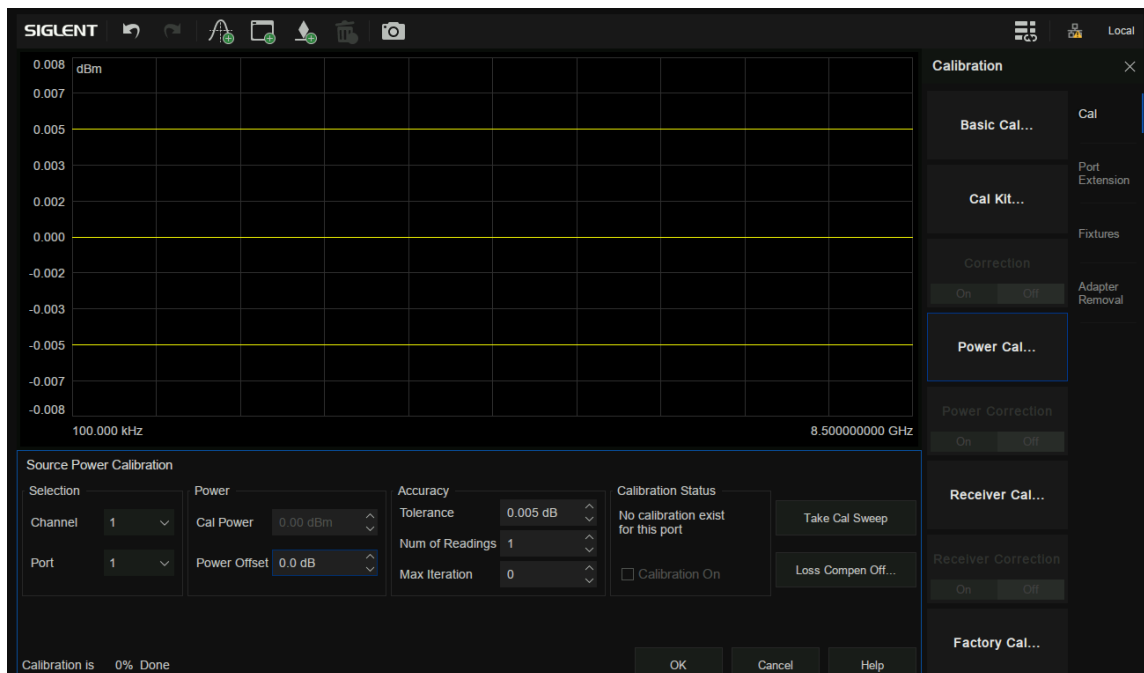 SIGLENT
Local
0.008 dBm
0.007
0.005
0.003
0.002
0.000
-0.002
-0.003
-0.005
-0.007
-0.008
100.000 kHz 8.500000000 GHz
Source Power Calibration
Selection
Channel 1
Port 1
Power
Cal Power 0.00 dBm
Power Offset 0.0 dB
Accuracy
Tolerance 0.005 dB
Num of Readings 1
Max Iteration 0
Calibration Status
No calibration exist
for this port
Calibration On
Take Cal Sweep
Loss Compen Off...
Calibration is 0% Done
OK Cancel Help
Calibration
Basic Cal...
Cal Kit...
Correction
On Off
Power Cal...
Power Correction
On Off
Receiver Cal...
Receiver Correction
On Off
Factory Cal...
Cal
Port
Extension
Fixtures
Adapter
Removal